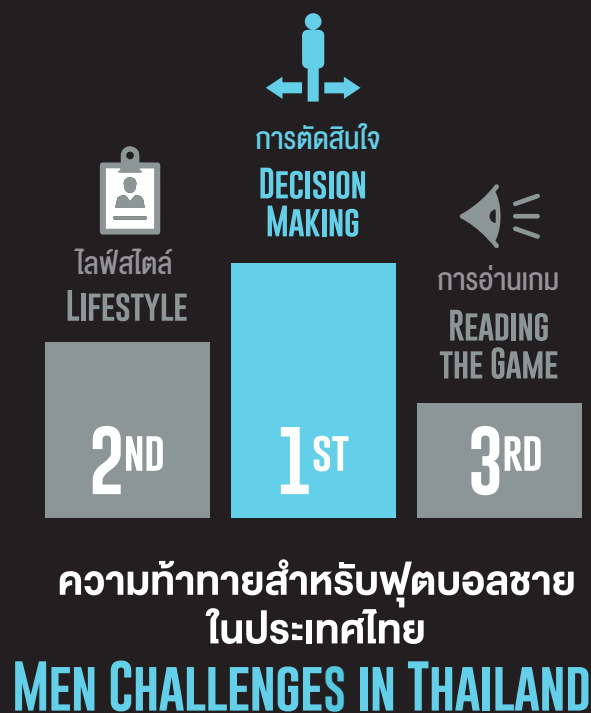 การตัดสินใจ
DECISION
MAKING
ไลฟ์สไตล์
LIFESTYLE
การอ่านเกม
READING
THE GAME
2ND
1ST
3RD
ความท้าทายสำหรับฟุตบอลชาย
ในประเทศไทย
MEN CHALLENGES IN THAILAND